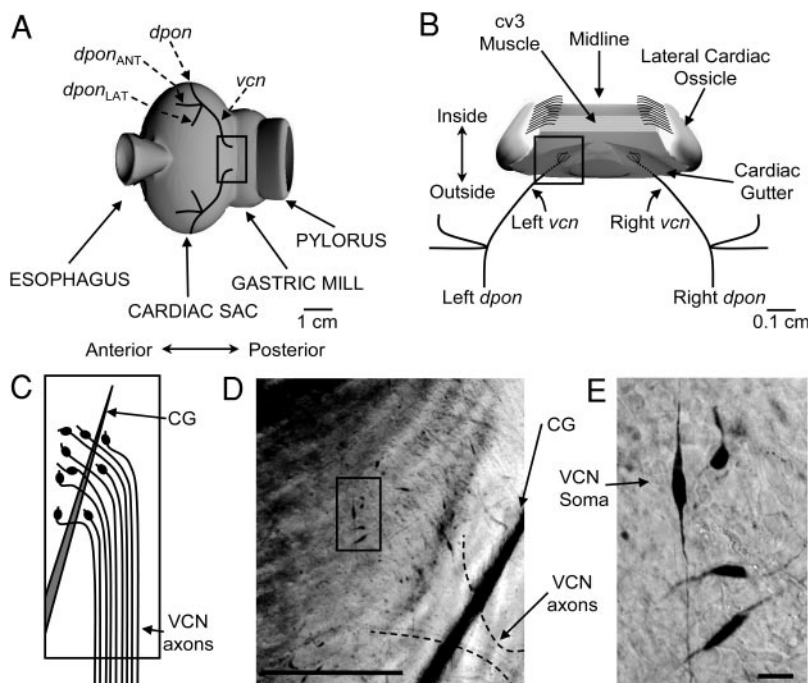 A
dpon
dponANT
dponLAT
vcn
ESOPHAGUS
CARDIAC SAC
GASTRIC MILL
PYLORUS
1 cm
Anterior
Posterior
B
cv3
Muscle
Midline
Lateral Cardiac
Ossicle
Inside
Outside
Cardiac
Gutter
Left vcn
Right vcn
Left dpon
Right dpon
0.1 cm
C
CG
VCN
axons
D
CG
VCN
axons
E
VCN
Soma